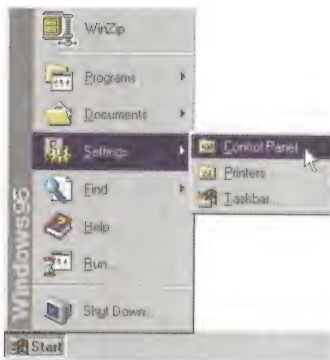 WinZip
Programs
Documents
Settings
Control Panel
Printers
Taskbar...
Find
Help
Run...
Shut Down...
Windows95
Start